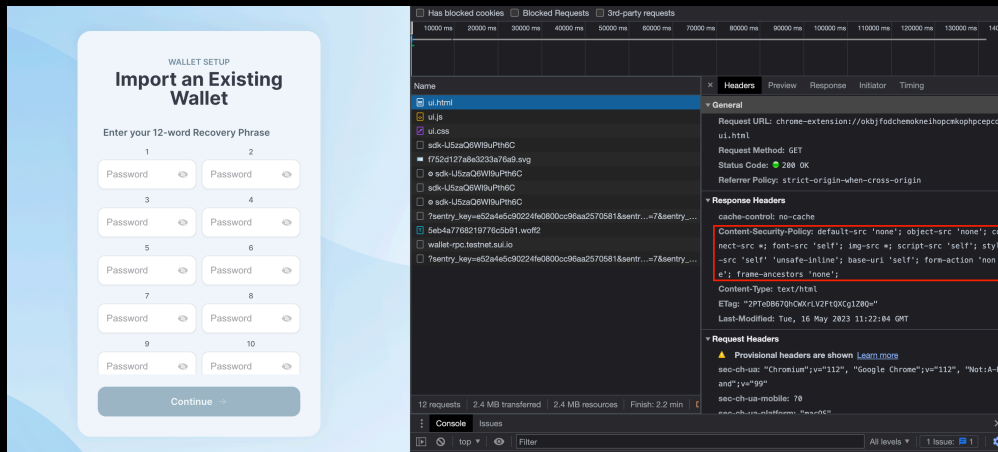 WALLET SETUP
Import an Existing
Wallet
Enter your 12-word Recovery Phrase
1 2
Password Password
3 4
Password Password
5 6
Password Password
7 8
Password Password
9 10
Password Password
Continue →
Has blocked cookies Blocked Requests 3rd-party requests
10000 ms 20000 ms 30000 ms 40000 ms 50000 ms 60000 ms 70000 ms 80000 ms 90000 ms 100000 ms 110000 ms 120000 ms 130000 ms 140
Name
ui.html
ui.js
ui.css
sdk-IJ5zaQ6WI9uPth6C
f752d127a8e3233a76a9.svg
sdk-IJ5zaQ6WI9uPth6C
sdk-IJ5zaQ6WI9uPth6C
sdk-IJ5zaQ6WI9uPth6C
?sentry_key=e52a4e5c90224fe0800cc96aa2570581&sentr…=7&sentry_…
5eb4a7768219776c5b91.woff2
wallet-rpc.testnet.sui.io
?sentry_key=e52a4e5c90224fe0800cc96aa2570581&sentr…=7&sentry_…
12 requests 2.4 MB transferred 2.4 MB resources Finish: 2.2 min
× Headers Preview Response Initiator Timing
General
Request URL: chrome-extension://okbjfodchemokneihopcmkophpcepcd
ui.html
Request Method: GET
Status Code: 200 OK
Referrer Policy: strict-origin-when-cross-origin
Response Headers
cache-control: no-cache
Content-Security-Policy: default-src 'none'; object-src 'none'; co
nect-src *; font-src 'self'; img-src *; script-src 'self'; styl
-src 'self' 'unsafe-inline'; base-uri 'self'; form-action 'non
e'; frame-ancestors 'none';
Content-Type: text/html
ETag: "2PTeDB67QhCWXrLV2FtQXCg1Z0Q="
Last-Modified: Tue, 16 May 2023 11:22:04 GMT
Request Headers
Provisional headers are shown Learn more
sec-ch-ua: "Chromium";v="112", "Google Chrome";v="112", "Not:A-
and";v="99"
sec-ch-ua-mobile: ?0
sec-ch-ua-platform: "macOS"
Console Issues
top ▼ Filter All levels ▼ 1 Issue: 1